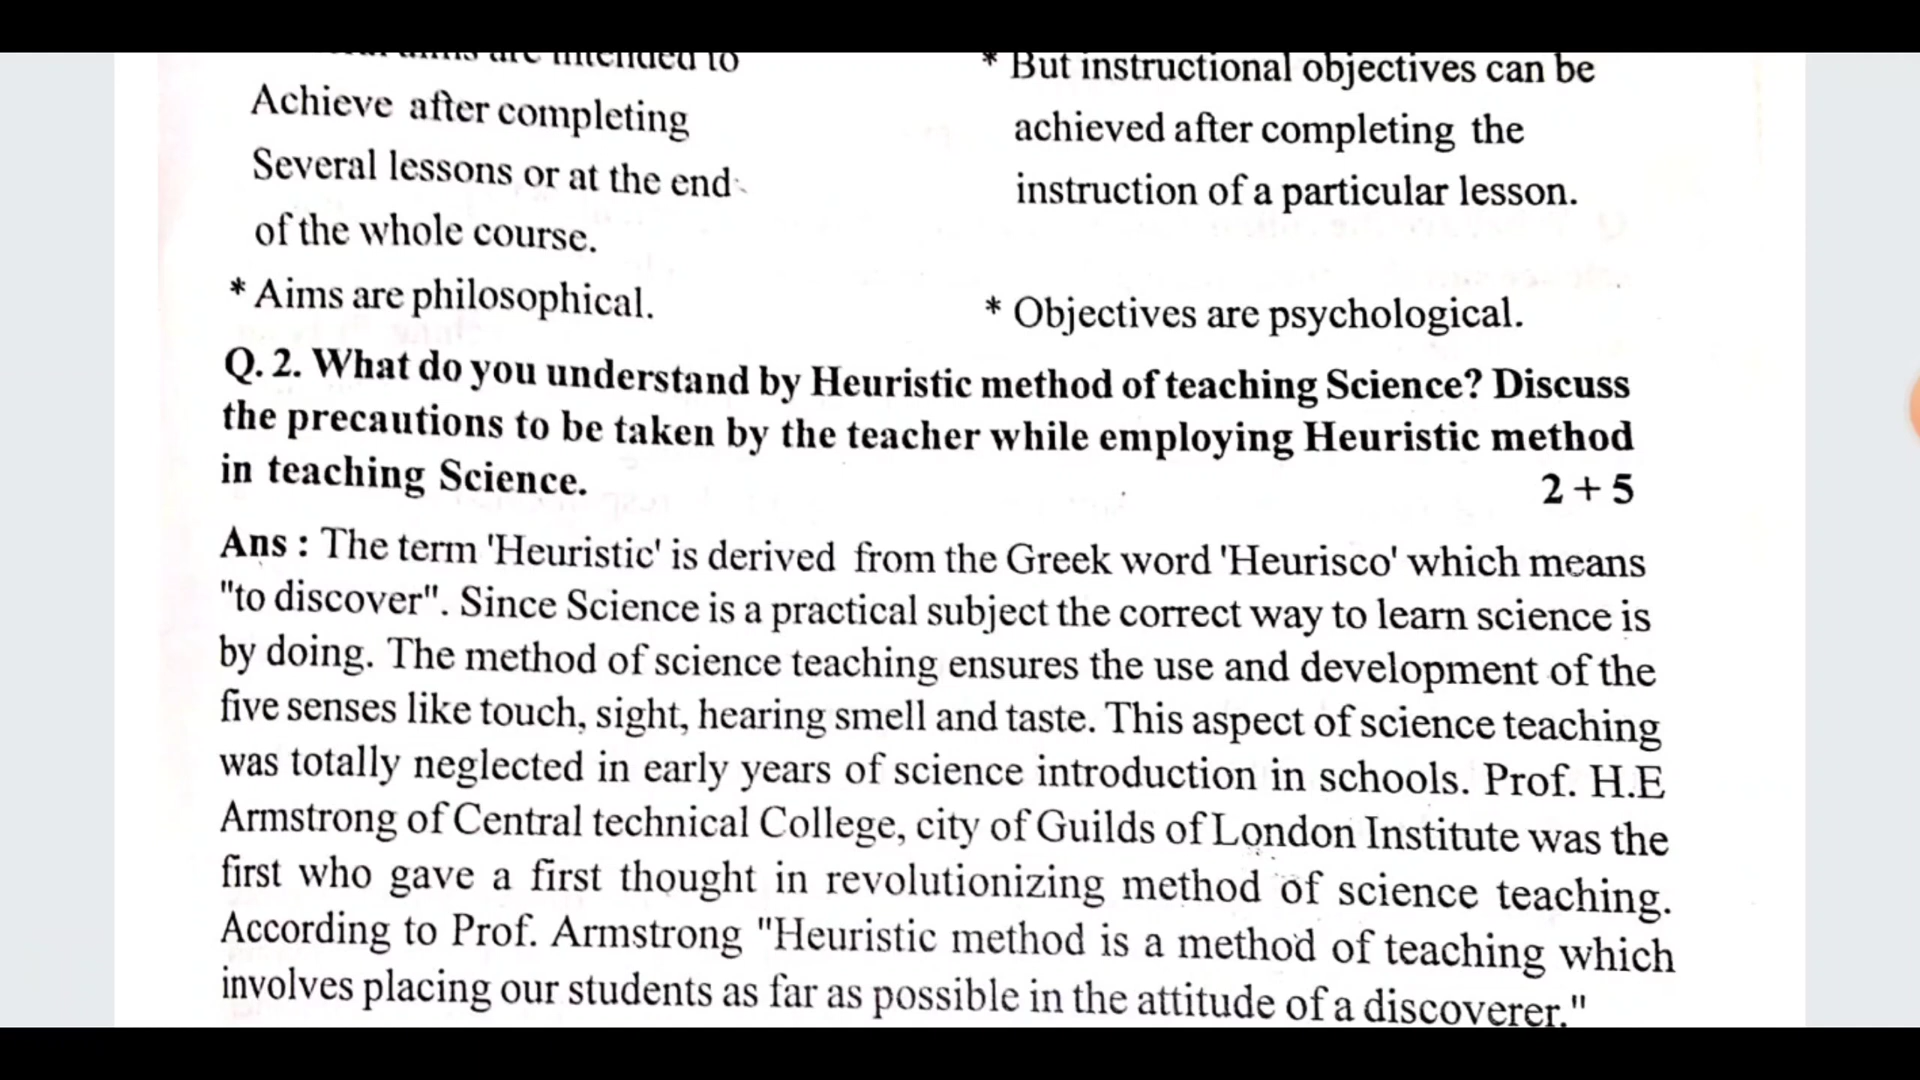 aims are intended to
Achieve after completing
Several lessons or at the end
of the whole course.
* Aims are philosophical.
* But instructional objectives can be
achieved after completing the
instruction of a particular lesson.
* Objectives are psychological.
Q. 2. What do you understand by Heuristic method of teaching Science? Discuss
the precautions to be taken by the teacher while employing Heuristic method
in teaching Science. 2 + 5
Ans : The term 'Heuristic' is derived from the Greek word 'Heurisco' which means
"to discover". Since Science is a practical subject the correct way to learn science is
by doing. The method of science teaching ensures the use and development of the
five senses like touch, sight, hearing smell and taste. This aspect of science teaching
was totally neglected in early years of science introduction in schools. Prof. H.E
Armstrong of Central technical College, city of Guilds of London Institute was the
first who gave a first thought in revolutionizing method of science teaching.
According to Prof. Armstrong "Heuristic method is a method of teaching which
involves placing our students as far as possible in the attitude of a discoverer."